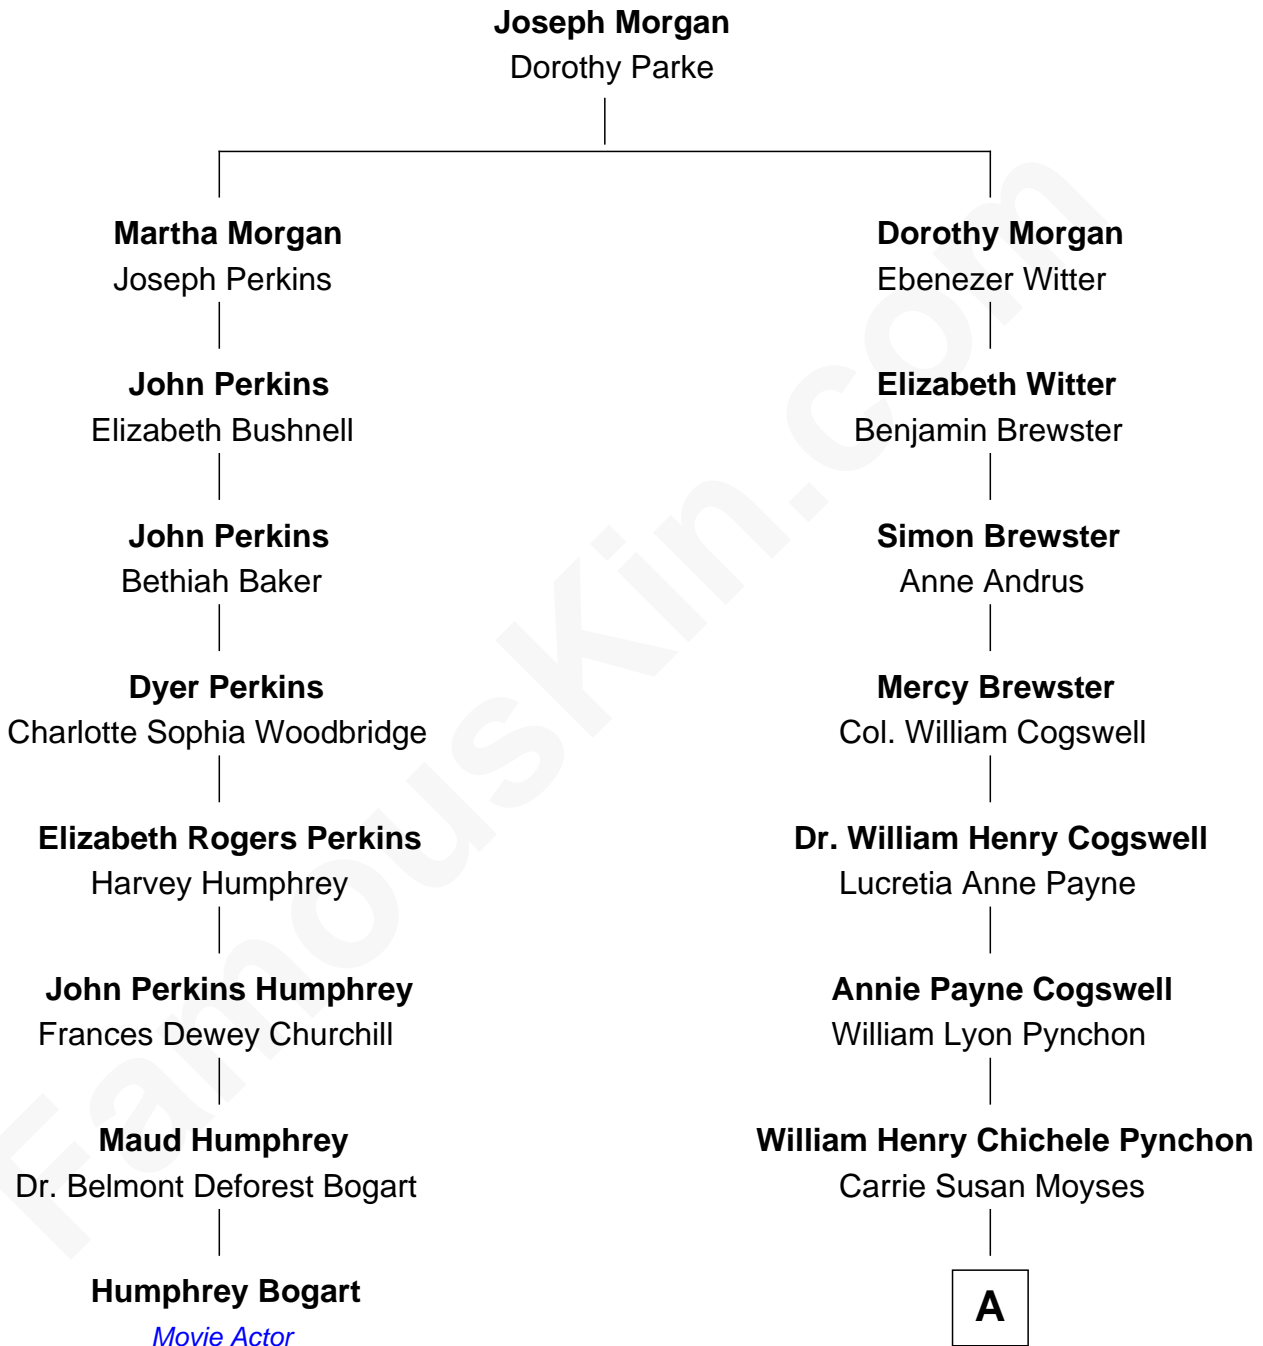 Joseph Morgan
Dorothy Parke
Martha Morgan
Joseph Perkins
Dorothy Morgan
Ebenezer Witter
John Perkins
Elizabeth Bushnell
Elizabeth Witter
Benjamin Brewster
John Perkins
Bethiah Baker
Simon Brewster
Anne Andrus
Dyer Perkins
Charlotte Sophia Woodbridge
Mercy Brewster
Col. William Cogswell
Elizabeth Rogers Perkins
Harvey Humphrey
Dr. William Henry Cogswell
Lucretia Anne Payne
John Perkins Humphrey
Frances Dewey Churchill
Annie Payne Cogswell
William Lyon Pynchon
Maud Humphrey
Dr. Belmont Deforest Bogart
William Henry Chichele Pynchon
Carrie Susan Moyses
Humphrey Bogart
Movie Actor
A
FamousKin.com